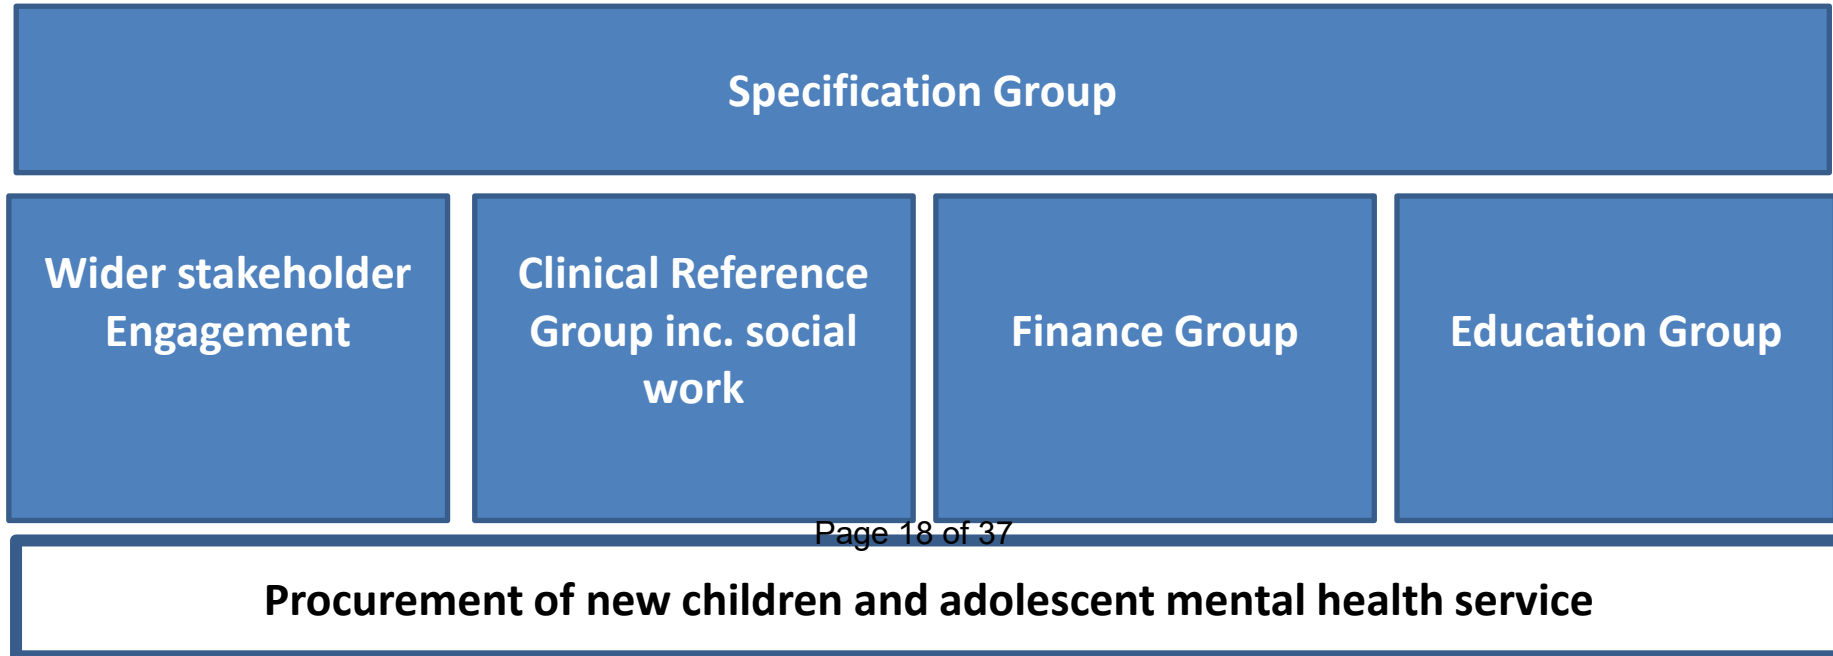 Specification Group
Wider stakeholder
Engagement
Clinical Reference
Group inc. social
work
Finance Group
Education Group
Page 18 of 37
Procurement of new children and adolescent mental health service